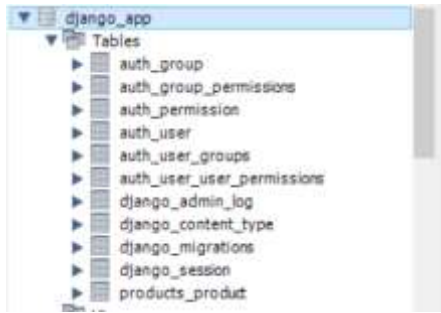 django_app
Tables
auth_group
auth_group_permissions
auth_permission
auth_user
auth_user_groups
auth_user_user_permissions
django_admin_log
django_content_type
django_migrations
django_session
products_product